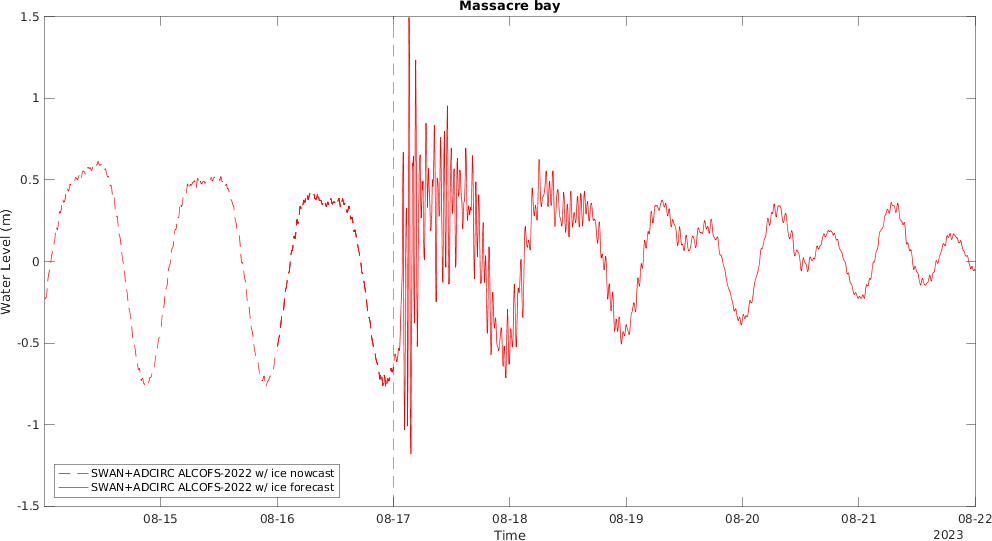 Massacre bay
1.5
1
0.5
0
-0.5
-1
-1.5
Water Level (m)
SWAN+ADCIRC ALCOFS-2022 w/ ice nowcast
SWAN+ADCIRC ALCOFS-2022 w/ ice forecast
08-15 08-16 08-17 08-18 08-19 08-20 08-21 08-22
Time
2023